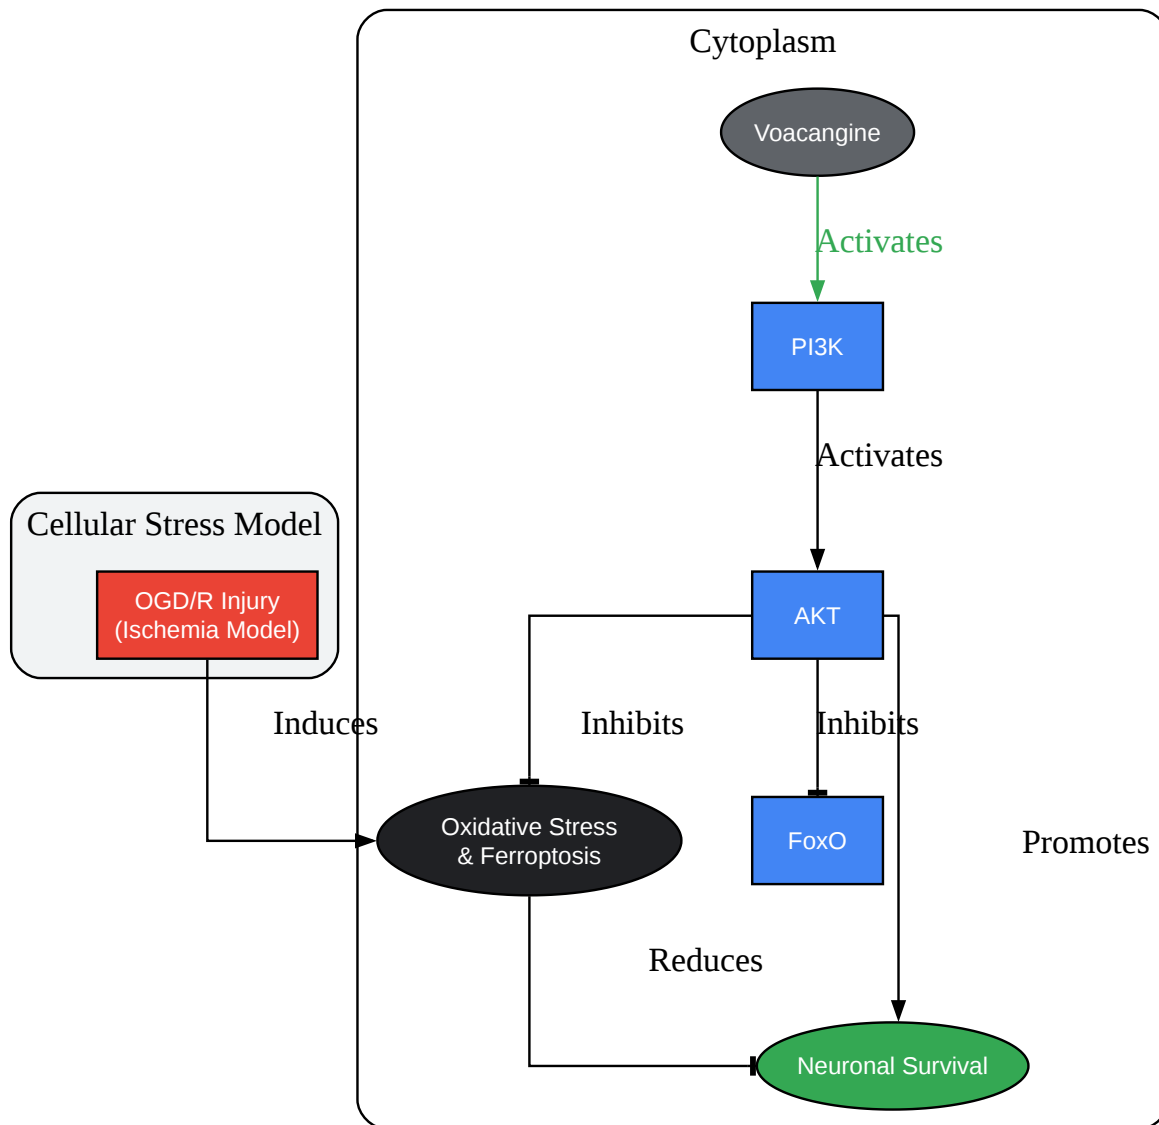 Cytoplasm
Voacangine
Activates
PI3K
Activates
Cellular Stress Model
OGD/R Injury
(Ischemia Model)
AKT
Induces
Inhibits
Inhibits
Oxidative Stress
& Ferroptosis
FoxO
Promotes
Reduces
Neuronal Survival